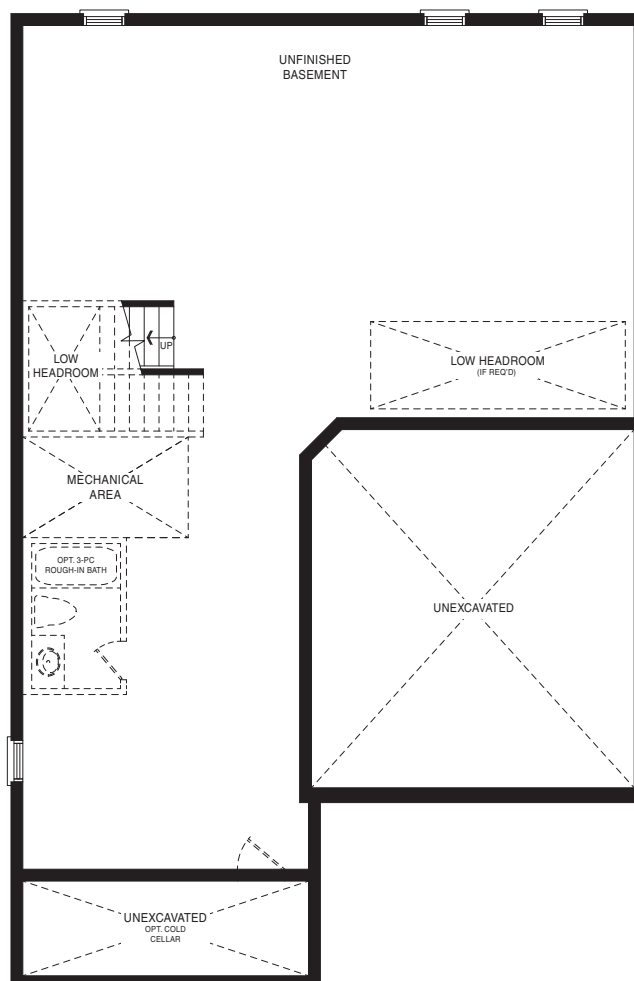 UNFINISHED
BASEMENT
UP
LOW
HEADROOM
LOW HEADROOM
(IF REQ'D)
MECHANICAL
AREA
OPT. 3-PC
ROUGH-IN BATH
UNEXCAVATED
UNEXCAVATED
OPT. COLD
CELLAR